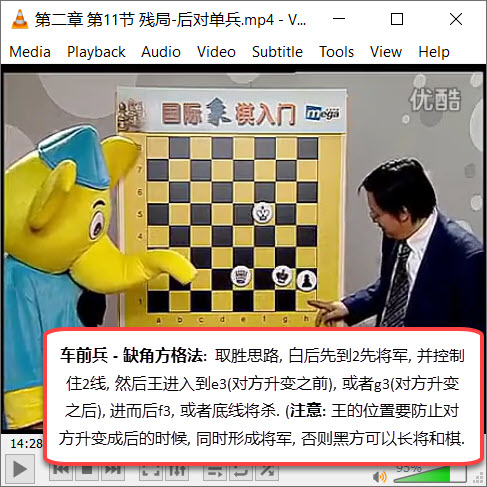 第二章 第11节 残局-后对单兵.mp4 - V...
Media Playback Audio Video Video Subtitle Tools View Help
国际象棋入门
mega
优酷
8
5
4
1
a b c d e f g h
车前兵 - 缺角方格法: 取胜思路, 白后先到2先将军, 并控制
住2线, 然后王进入到e3(对方升变之前), 或者g3(对方升变
之后), 进而后f3, 或者底线将杀. (注意: 王的位置要防止对
方升变成后的时候, 同时形成将军, 否则黑方可以长将和棋.
14:28
95%